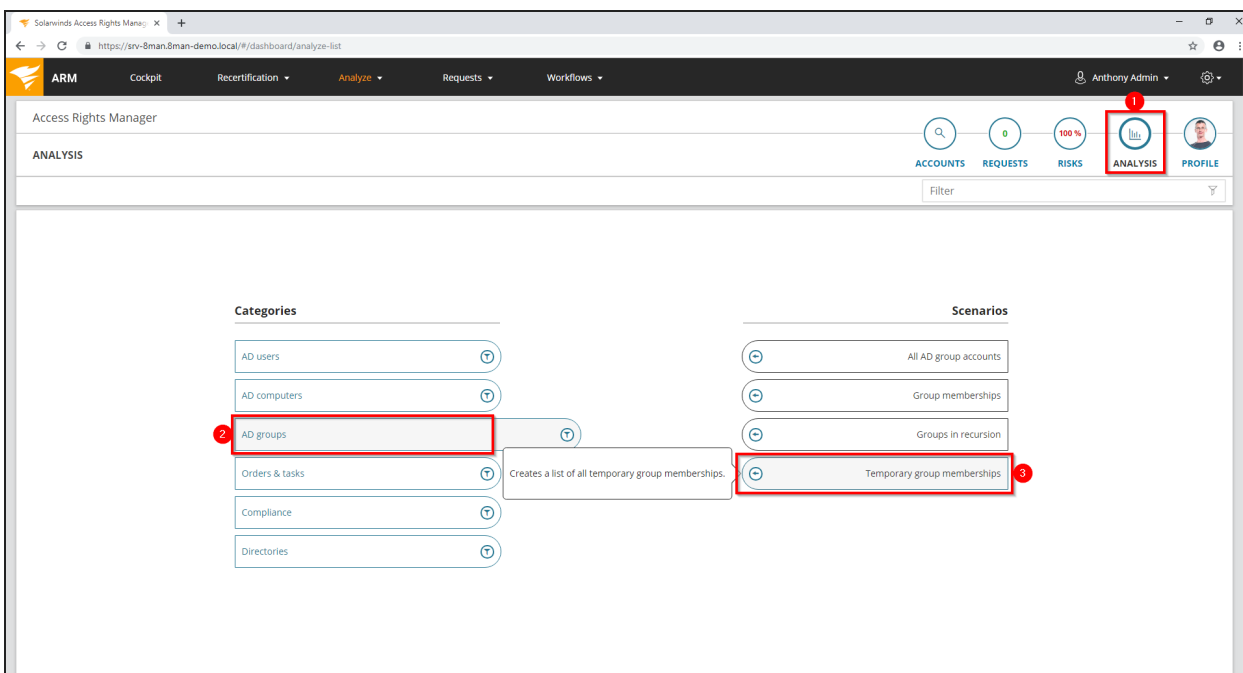 Solarwinds Access Rights Manag
https://srv-8man.8man-demo.local/#/dashboard/analyze-list
ARM
Cockpit
Recertification
Analyze
Requests
Workflows
Anthony Admin
1
Access Rights Manager
0
100 %
ANALYSIS
ACCOUNTS
REQUESTS
RISKS
ANALYSIS
PROFILE
Filter
Categories
Scenarios
AD users
All AD group accounts
AD computers
Group memberships
2
AD groups
Groups in recursion
Orders & tasks
Creates a list of all temporary group memberships.
Temporary group memberships
3
Compliance
Directories